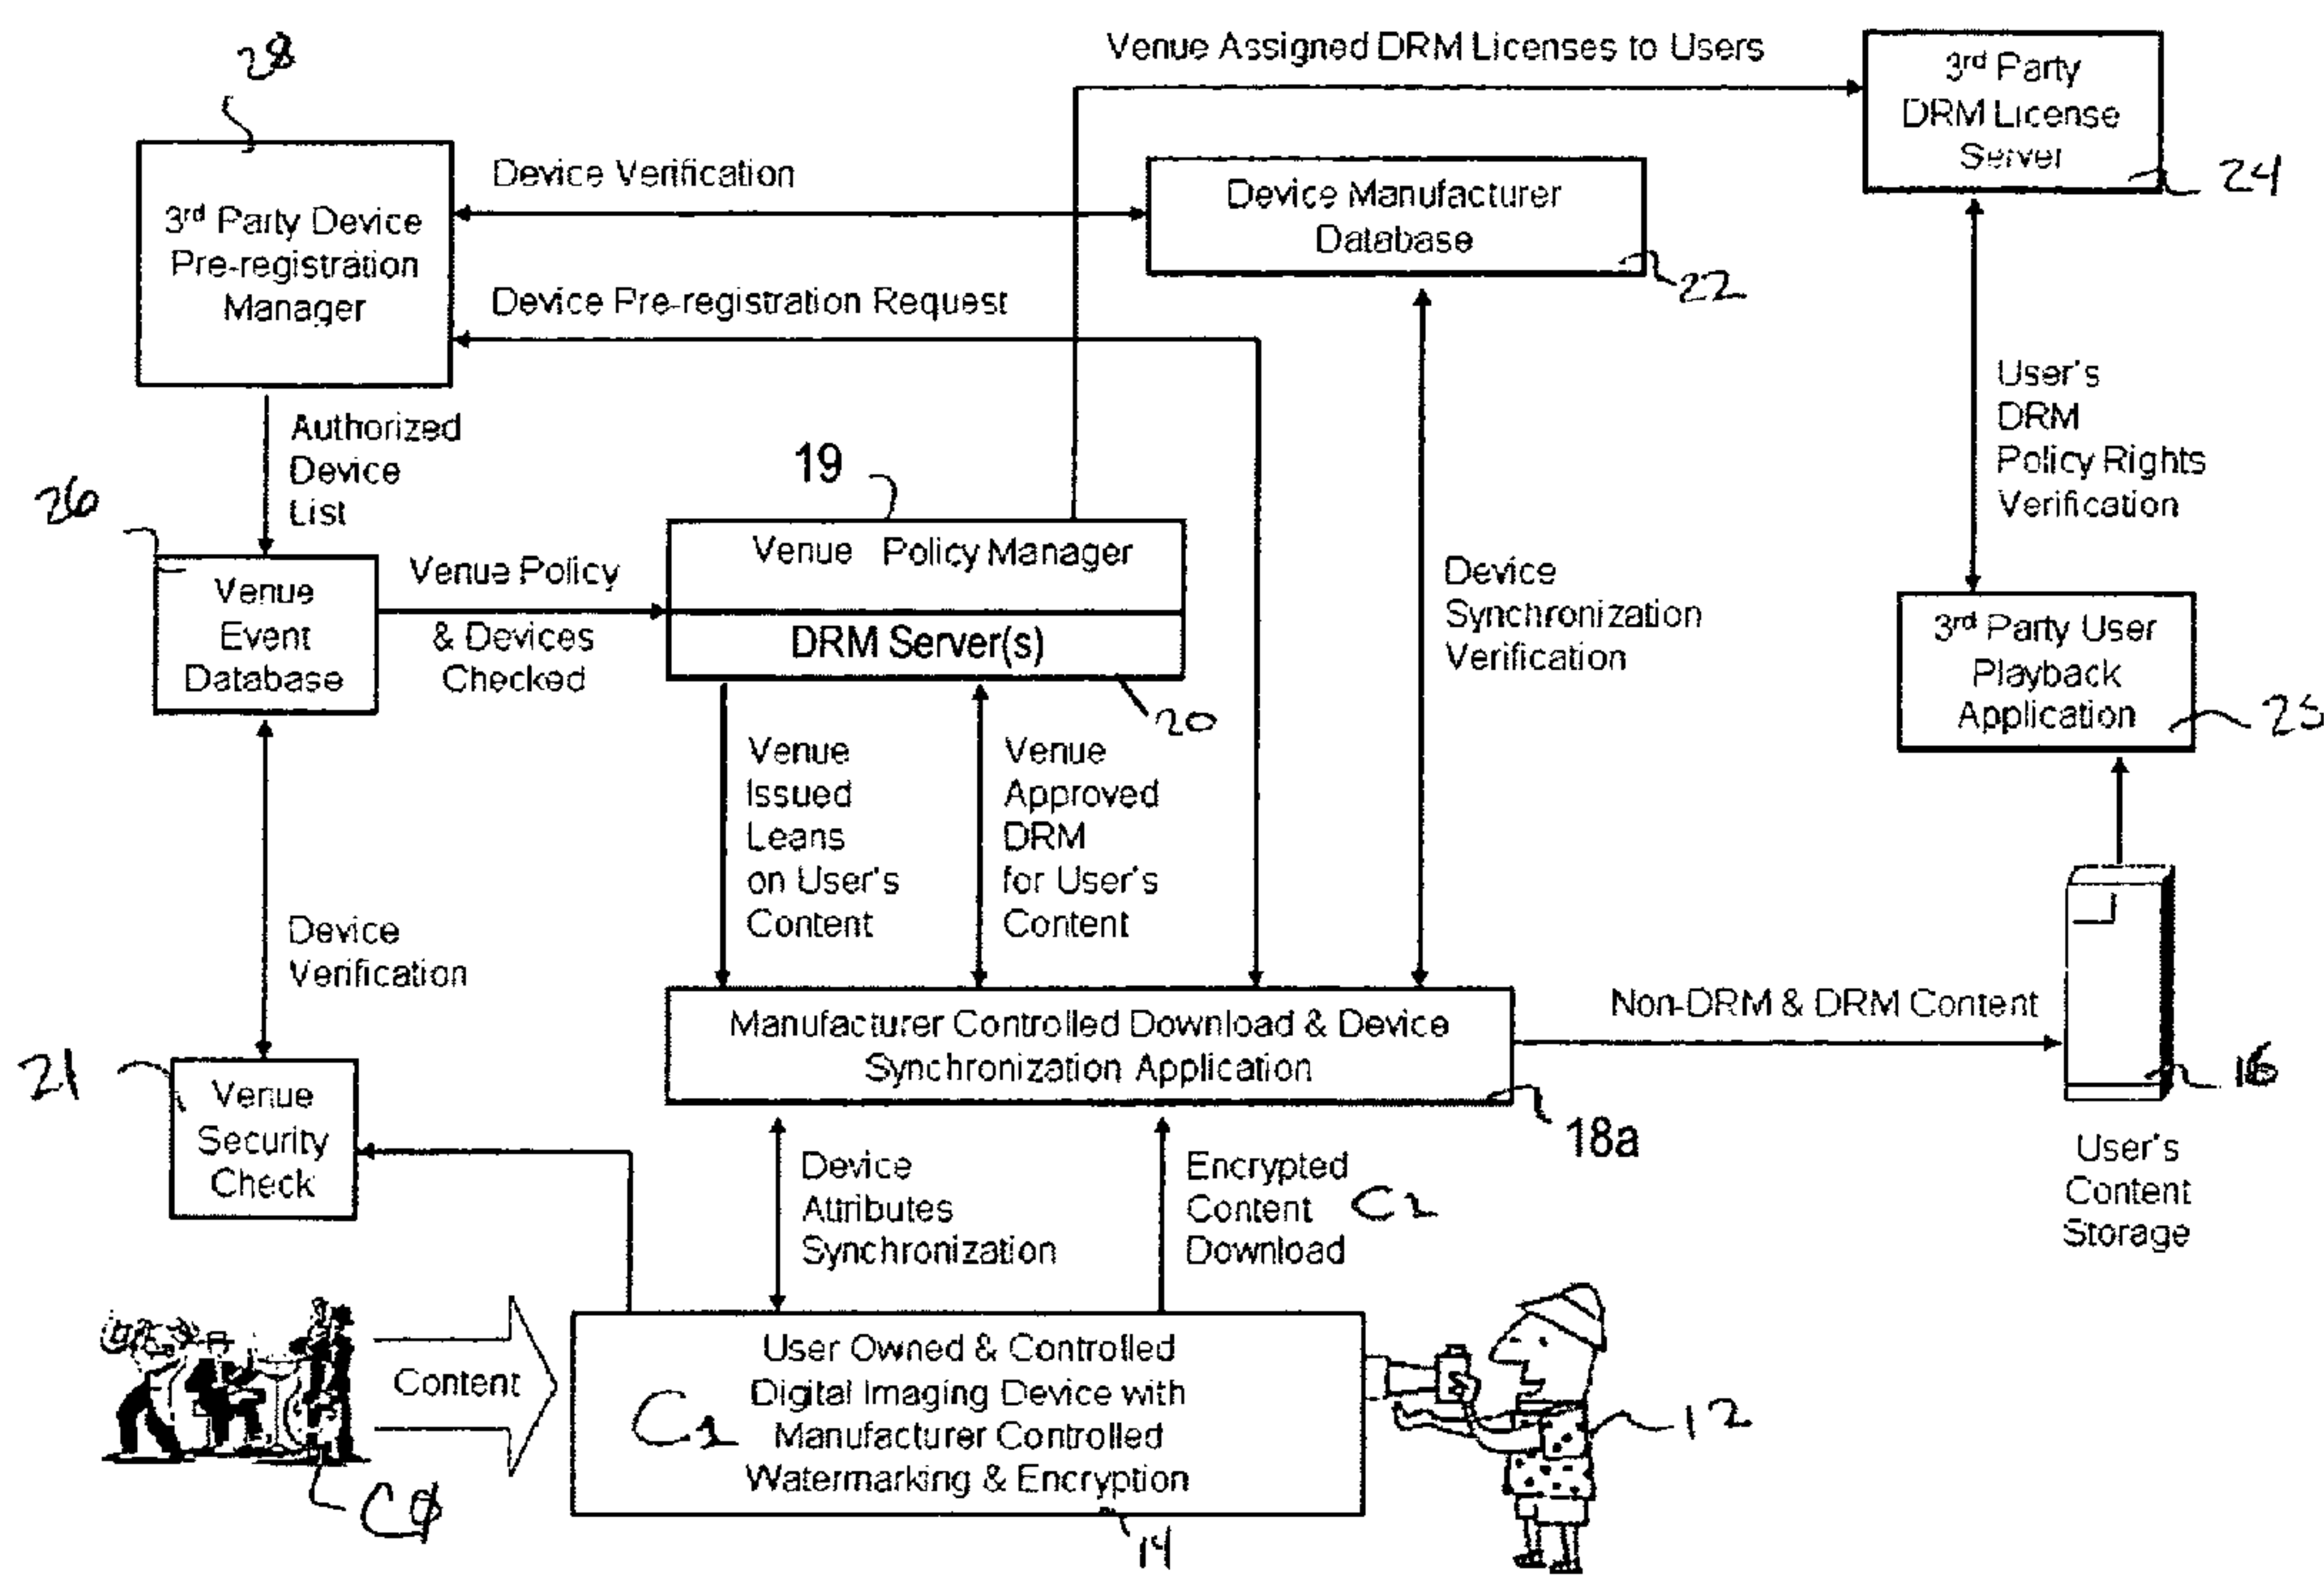 28
Venue Assigned DRM Licenses to Users
3rd Party
DRM License
Server
24
Device Verification
Device Manufacturer
Database
22
3rd Party Device
Pre-registration
Manager
Device Pre-registration Request
Authorized
Device
List
User's
DRM
Policy Rights
Verification
26
19
Venue Policy Manager
DRM Server(s)
20
Venue
Event
Database
Venue Policy
& Devices
Checked
Device
Synchronization
Verification
3rd Party User
Playback
Application
25
Venue
Issued
Leans
on User's
Content
Venue
Approved
DRM
for User's
Content
Device
Verification
Manufacturer Controlled Download & Device
Synchronization Application
18a
Non-DRM & DRM Content
16
User's
Content
Storage
21
Venue
Security
Check
Device
Attributes
Synchronization
Encrypted
Content
Download
C2
Content
CØ
C1
User Owned & Controlled
Digital Imaging Device with
Manufacturer Controlled
Watermarking & Encryption
14
12